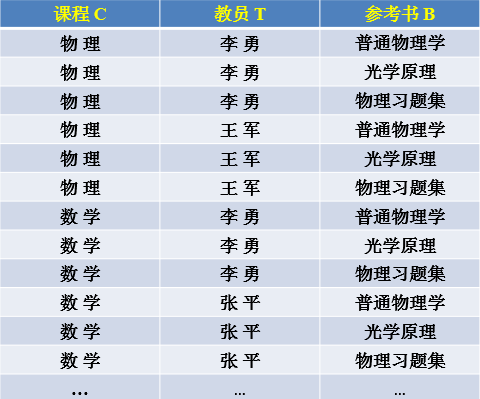 课程 C 教员 T 参考书 B
物 理 李 勇 普通物理学
物 理 李 勇 光学原理
物 理 李 勇 物理习题集
物 理 王 军 普通物理学
物 理 王 军 光学原理
物 理 王 军 物理习题集
数 学 李 勇 普通物理学
数 学 李 勇 光学原理
数 学 李 勇 物理习题集
数 学 张 平 普通物理学
数 学 张 平 光学原理
数 学 张 平 物理习题集
... ... ...